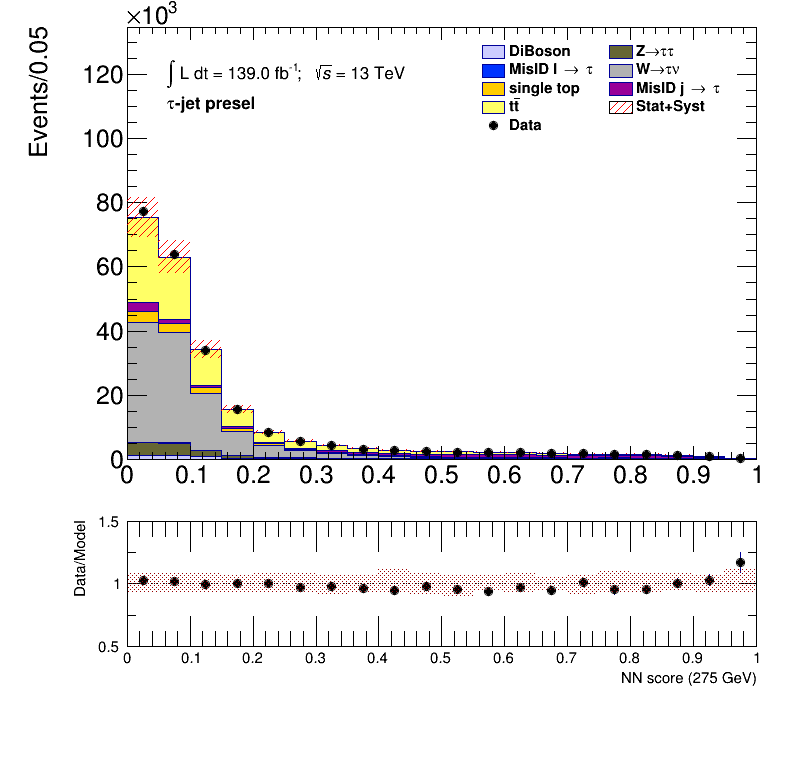 ×10³
Events/0.05
120
100
80
60
40
20
0
∫ L dt = 139.0 fb⁻¹; √s = 13 TeV
τ-jet presel
DiBoson
Z→ττ
MisID l → τ
W→τν
single top
MisID j → τ
tt̄
Stat+Syst
Data
0 0.1 0.2 0.3 0.4 0.5 0.6 0.7 0.8 0.9 1
Data/Model
1.5
1
0.5
0 0.1 0.2 0.3 0.4 0.5 0.6 0.7 0.8 0.9 1
NN score (275 GeV)